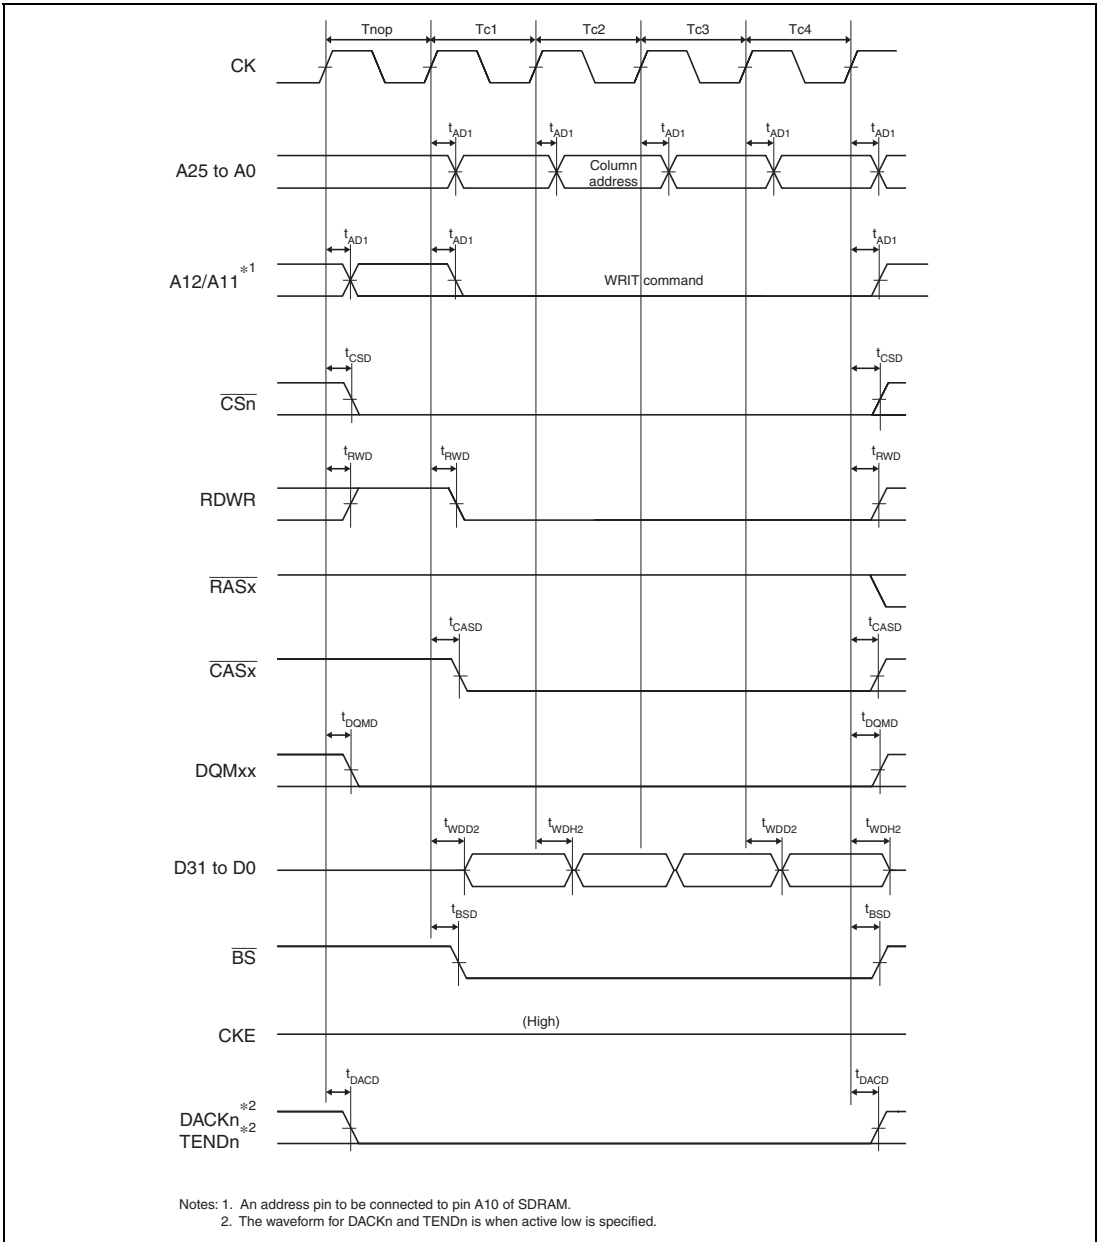 Tnop Tc1 Tc2 Tc3 Tc4
CK
tAD1 tAD1 tAD1 tAD1 tAD1
A25 to A0
Column
address
tAD1 tAD1 tAD1
A12/A11*1
WRIT command
tCSD tCSD
CSn
tRWD tRWD tRWD
RDWR
RASx
tCASD tCASD
CASx
tDQMD tDQMD
DQMxx
tWDD2 tWDH2 tWDD2 tWDH2
D31 to D0
tBSD tBSD
BS
(High)
CKE
tDACD tDACD
DACKn*2
TENDn*2
Notes: 1. An address pin to be connected to pin A10 of SDRAM.
2. The waveform for DACKn and TENDn is when active low is specified.